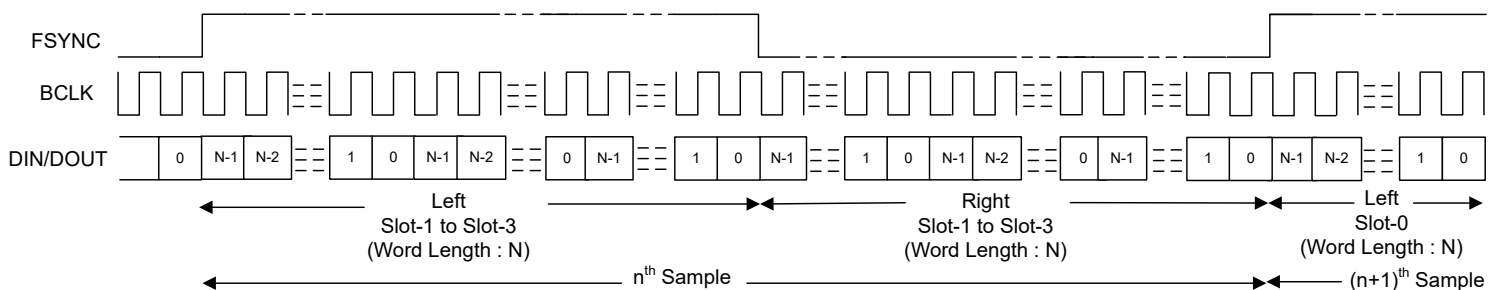 FSYNC
BCLK
DIN/DOUT 0 N-1 N-2 1 0 N-1 N-2 0 N-1 1 0 N-1 1 0 N-1 N-2 0 N-1 1 0 N-1 N-2 1 0
Left
Slot-1 to Slot-3
(Word Length : N)
Right
Slot-1 to Slot-3
(Word Length : N)
Left
Slot-0
(Word Length : N)
nth Sample
(n+1)th Sample